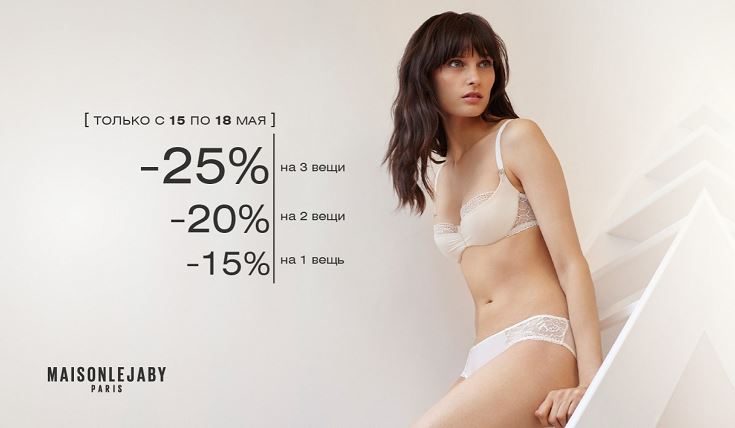 [ ТОЛЬКО С 15 ПО 18 МАЯ ]
-25% на 3 вещи
-20% на 2 вещи
-15% на 1 вещь
MAISONLEJABY
PARIS